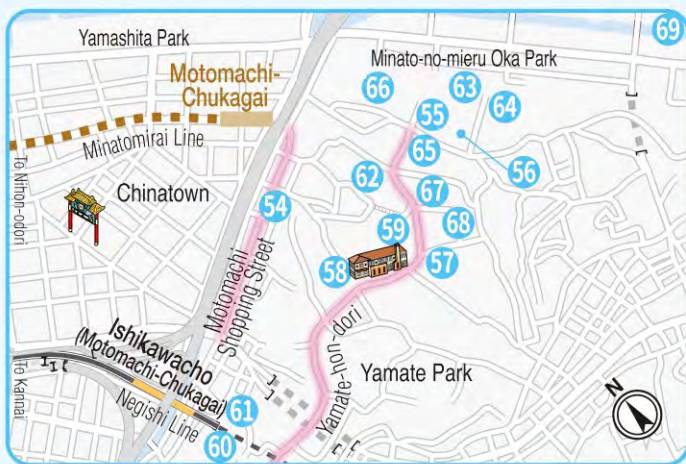 Yamashita Park
69
Minato-no-mieru Oka Park
Motomachi-
Chukagai
66
63
64
55
Minatomirai Line
65
56
To Nihon-odori
Chinatown
62
67
54
59
68
58
57
Motomachi
Shopping Street
Ishikawacho
(Motomachi-Chukagai)
Negishi Line
To Kannai
Yamate-hon-dori
Yamate Park
61
60
N